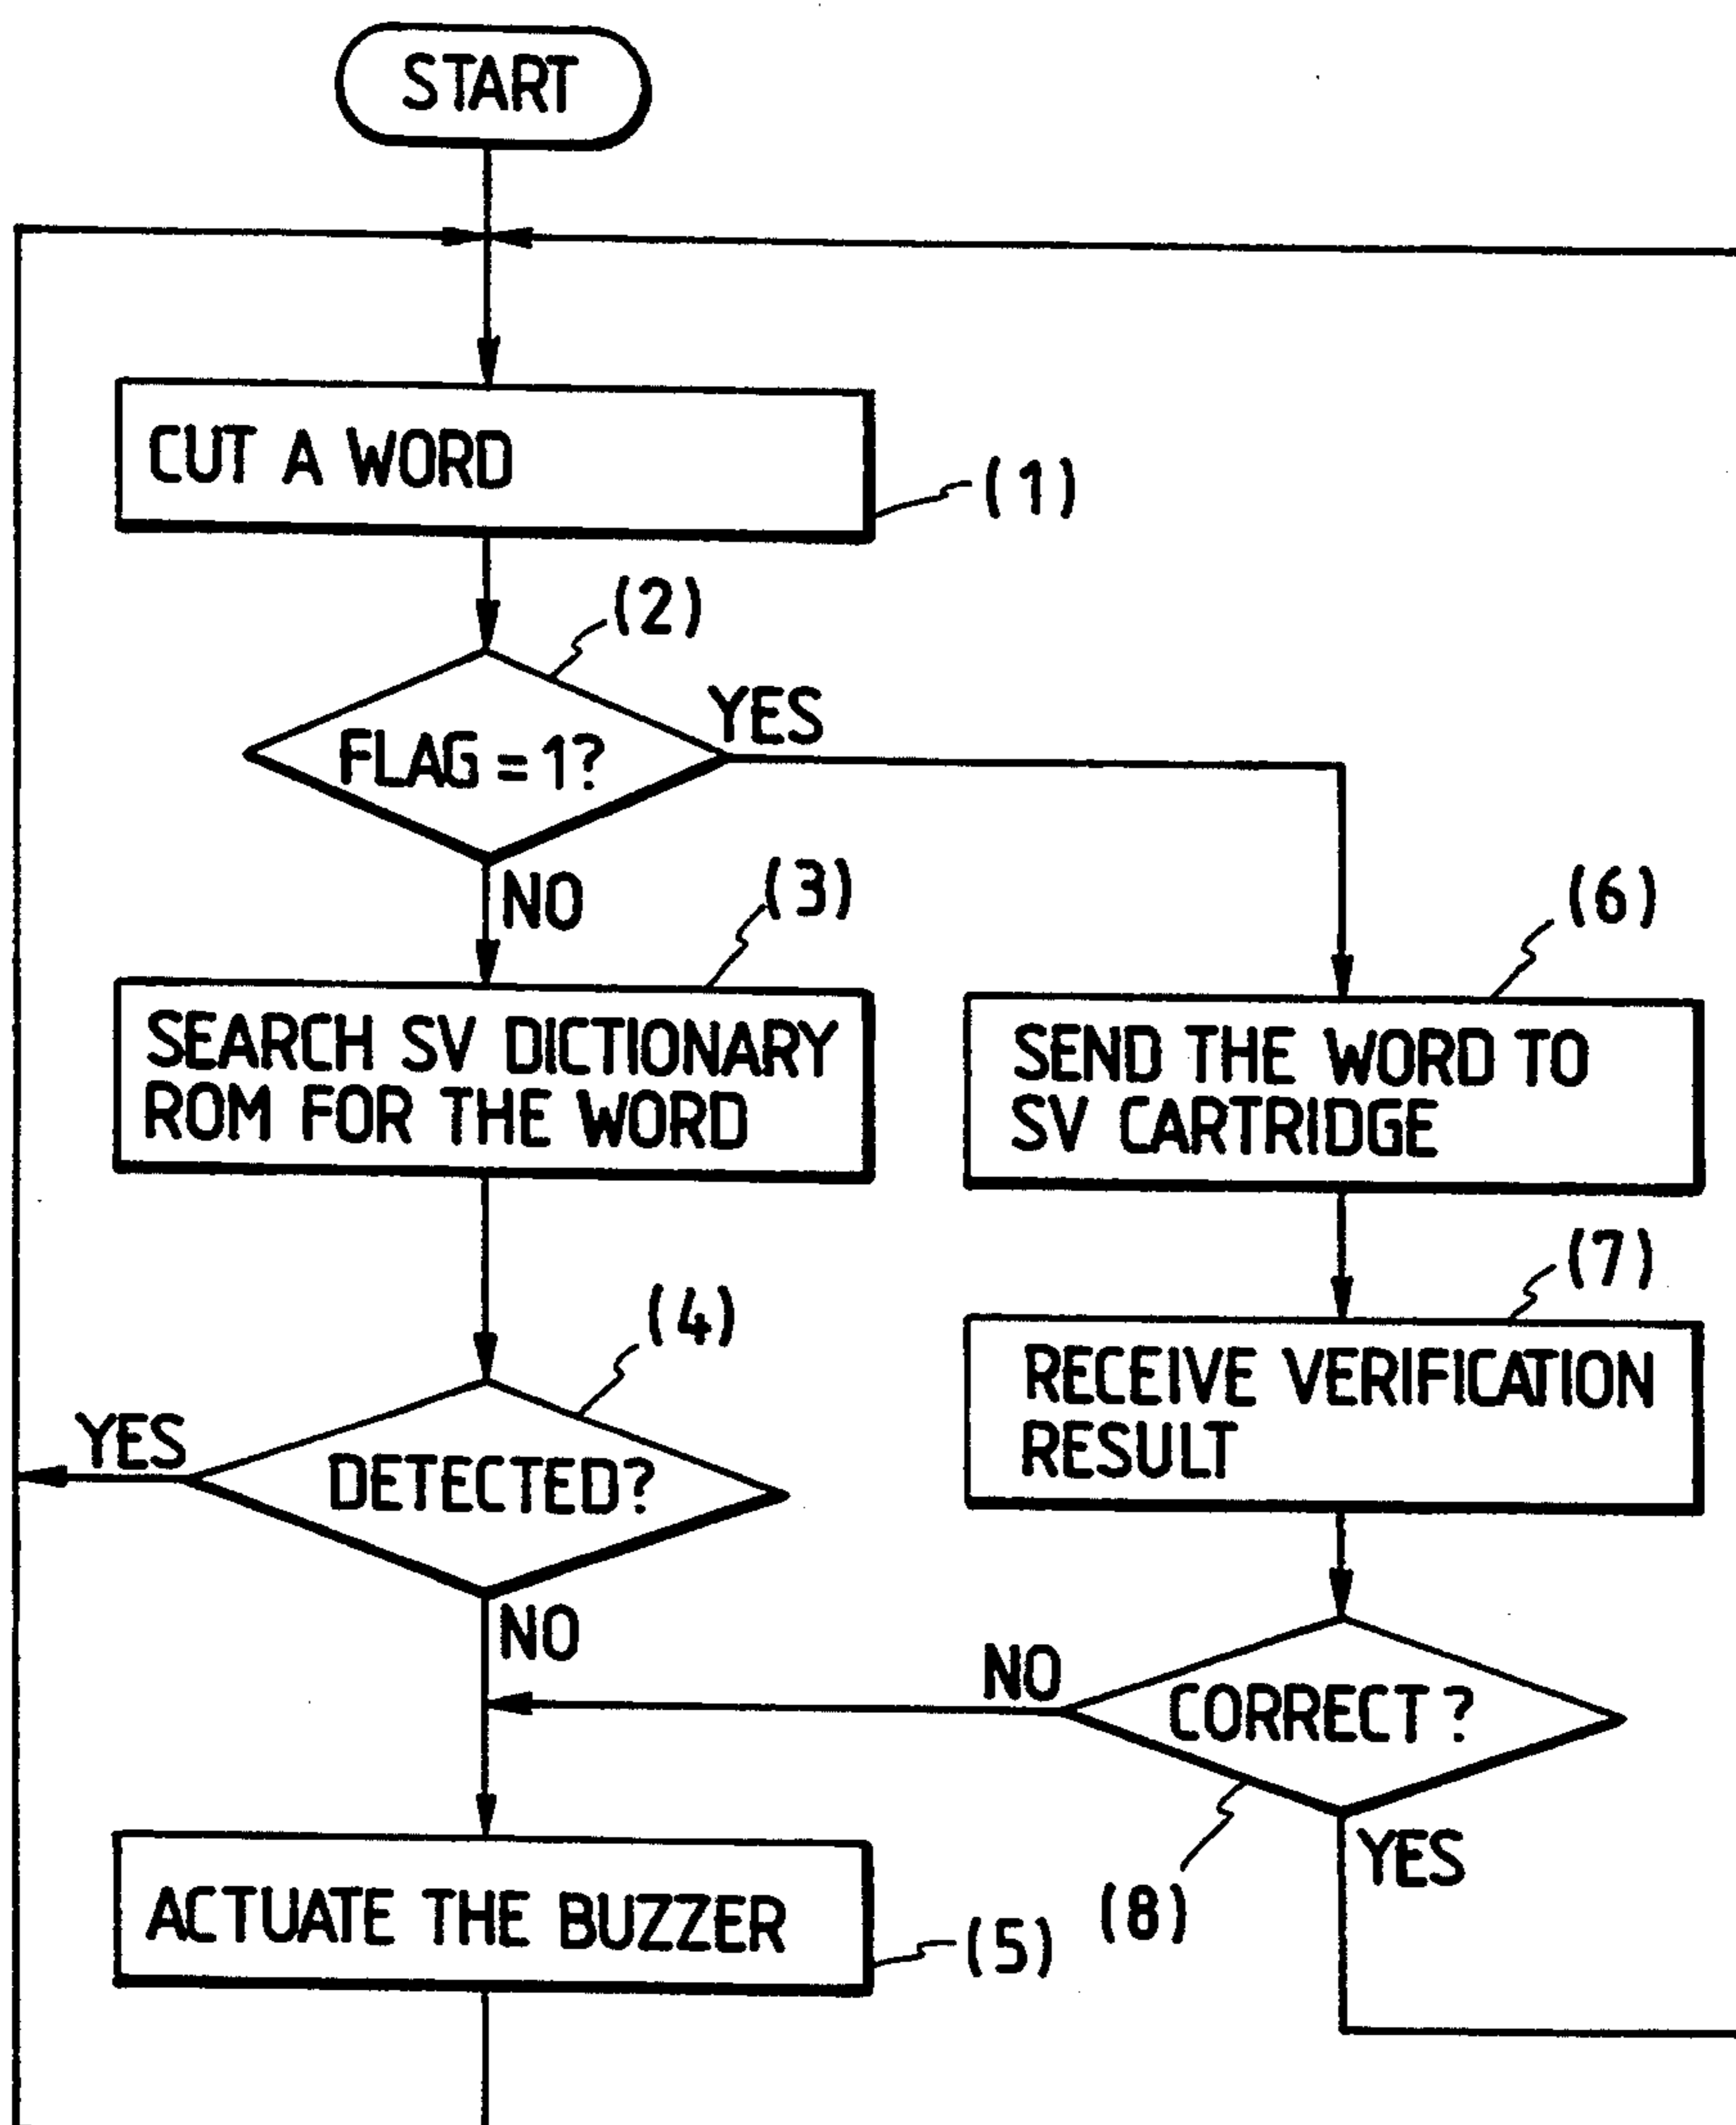 START
CUT A WORD
(1)
(2)
FLAG = 1?
YES
NO
(3)
SEARCH SV DICTIONARY
ROM FOR THE WORD
(6)
SEND THE WORD TO
SV CARTRIDGE
(4)
DETECTED?
YES
NO
(7)
RECEIVE VERIFICATION
RESULT
CORRECT?
NO
YES
(8)
ACTUATE THE BUZZER
(5)